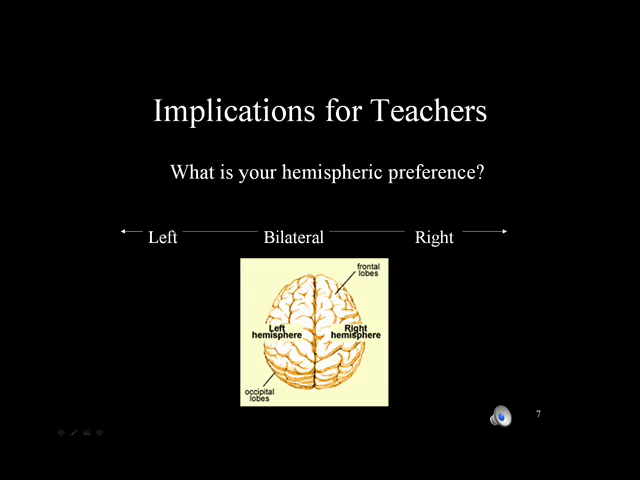 Implications for Teachers
What is your hemispheric preference?
Left Bilateral Right
frontal
lobes
Left
hemisphere
Right
hemisphere
occipital
lobes
7